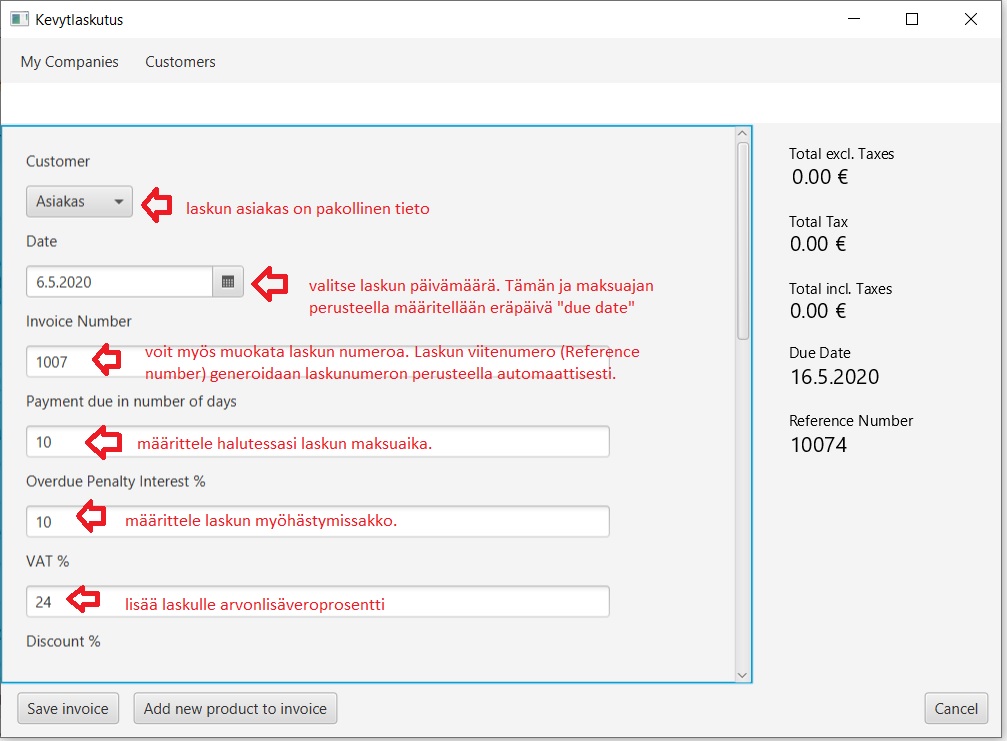 Kevytlaskutus
My Companies Customers
Customer
Asiakas
laskun asiakas on pakollinen tieto
Date
6.5.2020
valitse laskun päivämäärä. Tämän ja maksuajan
perusteella määritellään eräpäivä "due date"
Invoice Number
1007
voit myös muokata laskun numeroa. Laskun viitenumero (Reference
number) generoidaan laskunumeron perusteella automaattisesti.
Payment due in number of days
10
määrittele halutessasi laskun maksuaika.
Overdue Penalty Interest %
10
määrittele laskun myöhästymissakko.
VAT %
24
lisää laskulle arvonlisäveroprosentti
Discount %
Total excl. Taxes
0.00 €
Total Tax
0.00 €
Total incl. Taxes
0.00 €
Due Date
16.5.2020
Reference Number
10074
Save invoice
Add new product to invoice
Cancel